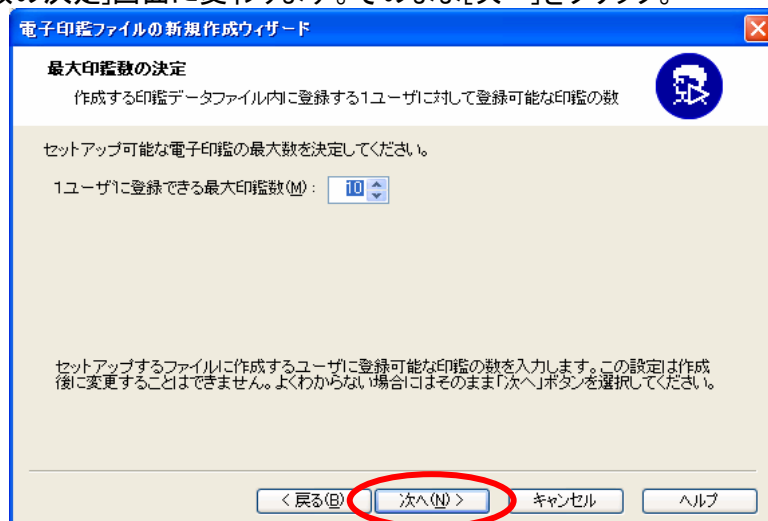 電子印鑑ファイルの新規作成ウィザード
最大印鑑数の決定
作成する印鑑データファイル内に登録する1ユーザに対して登録可能な印鑑の数
セットアップ可能な電子印鑑の最大数を決定してください。
1ユーザに登録できる最大印鑑数(M): 10
セットアップするファイルに作成するユーザに登録可能な印鑑の数を入力します。この設定は作成
後に変更することはできません。よくわからない場合にはそのまま「次へ」ボタンを選択してください。
< 戻る(B) 次へ(N) > キャンセル ヘルプ